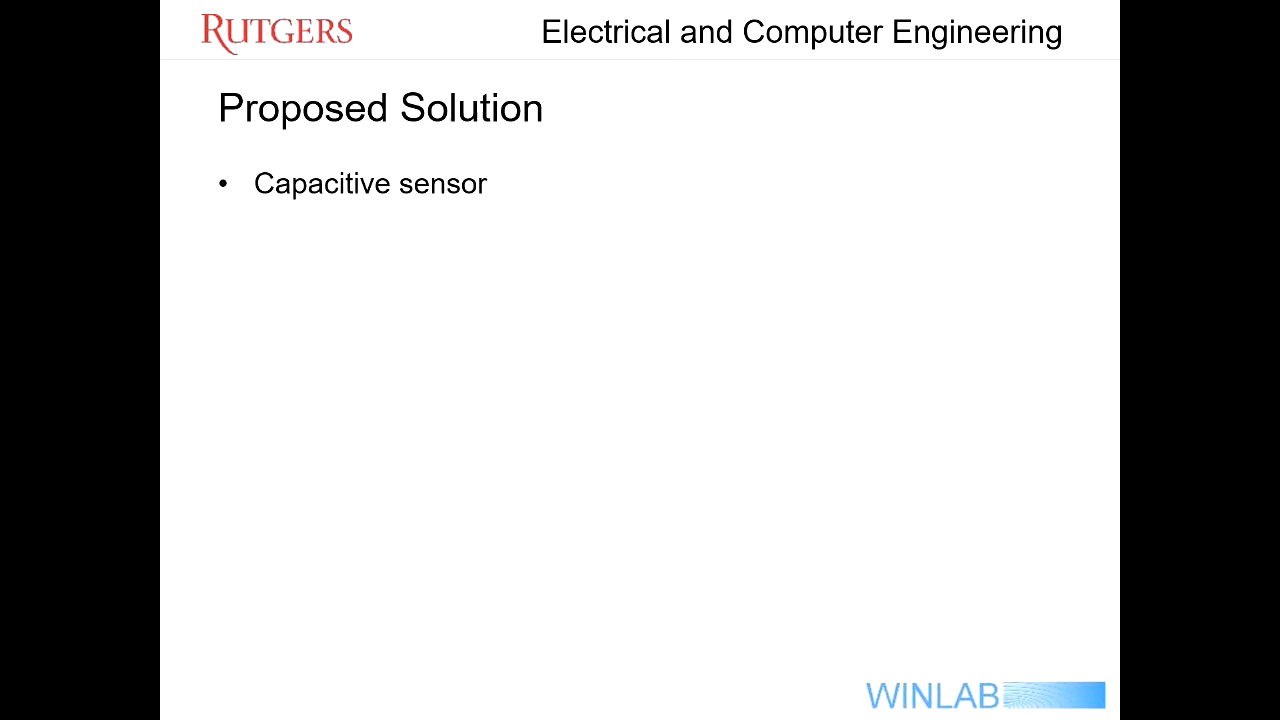 RUTGERS
Electrical and Computer Engineering
Proposed Solution
• Capacitive sensor
WINLAB